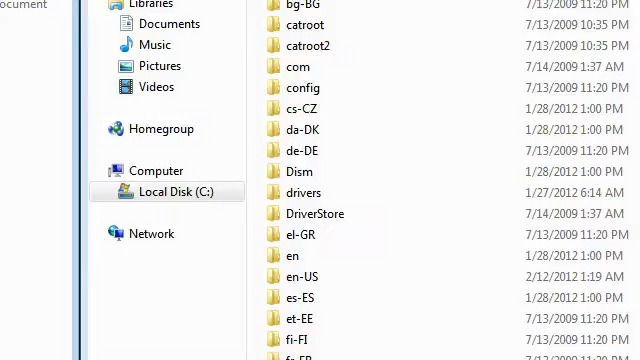 ocument
Libraries
Documents
Music
Pictures
Videos
Homegroup
Computer
Local Disk (C:)
Network
bg-BG 7/13/2009 11:20 PM
catroot 7/13/2009 10:35 PM
catroot2 7/13/2009 10:35 PM
com 7/14/2009 1:37 AM
config 7/13/2009 11:20 PM
cs-CZ 1/28/2012 1:00 PM
da-DK 1/28/2012 1:00 PM
de-DE 7/13/2009 11:20 PM
Dism 1/28/2012 1:00 PM
drivers 1/27/2012 6:14 AM
DriverStore 7/14/2009 1:37 AM
el-GR 7/13/2009 11:20 PM
en 1/28/2012 1:00 PM
en-US 2/12/2012 1:19 AM
es-ES 1/28/2012 1:00 PM
et-EE 7/13/2009 11:20 PM
fi-FI 7/13/2009 11:20 PM